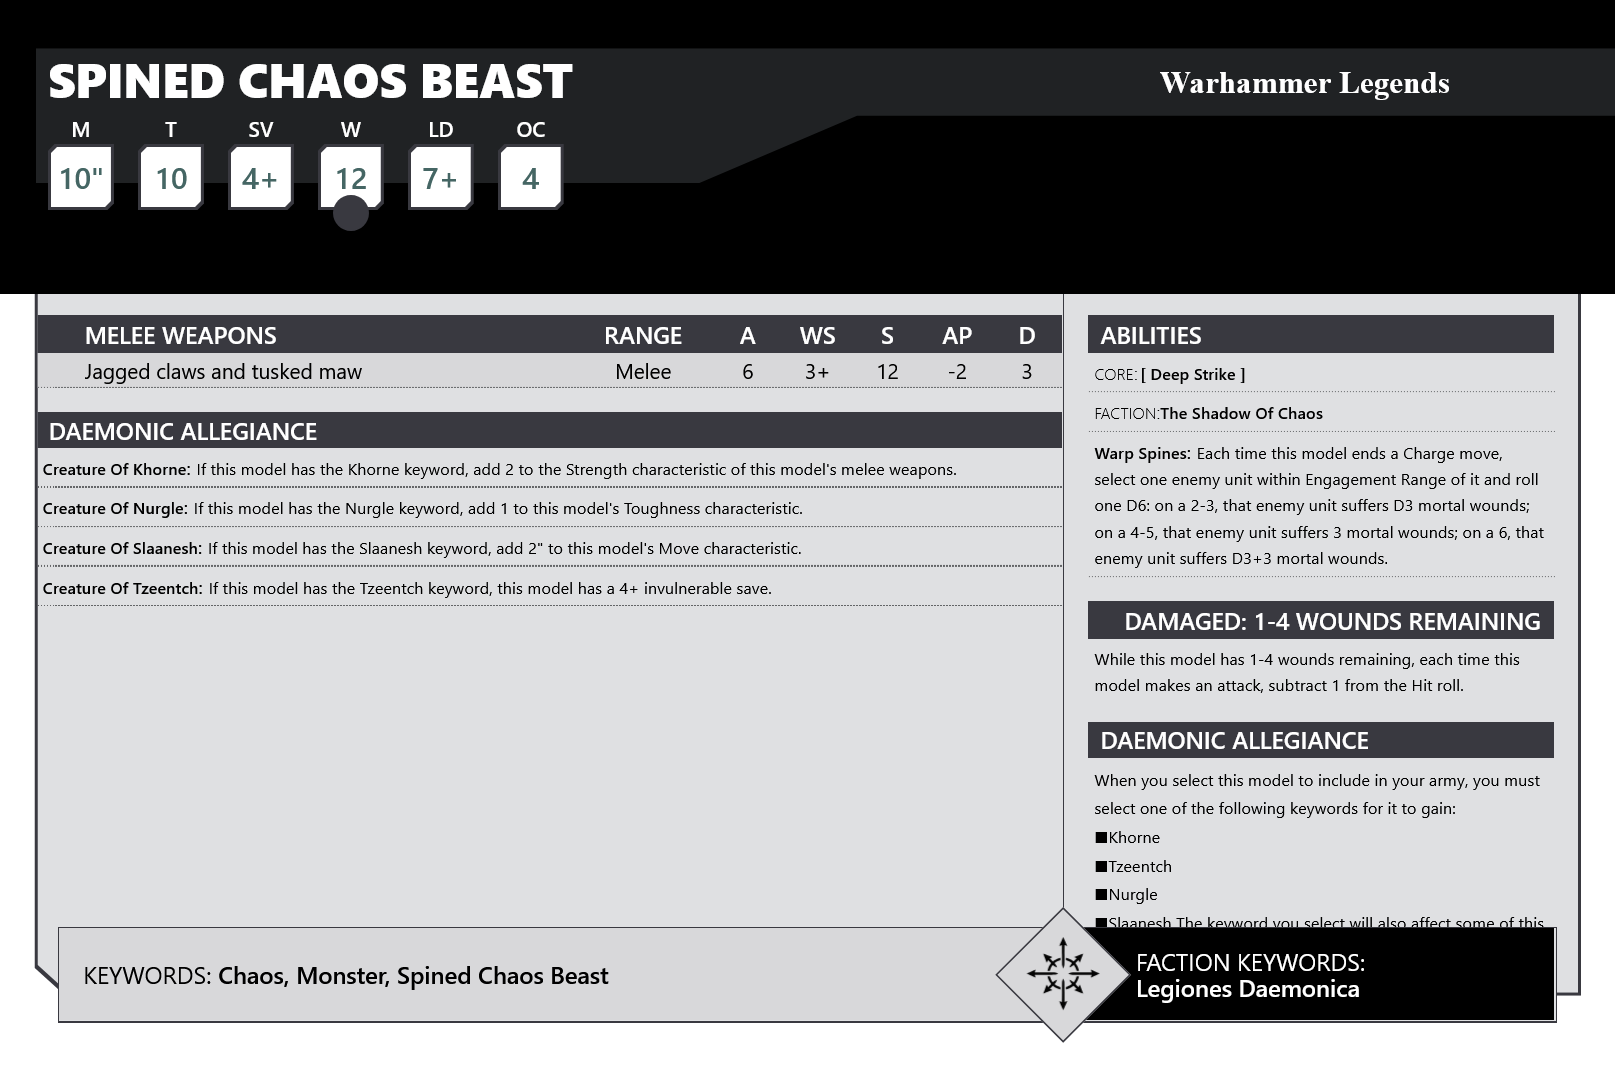 SPINED CHAOS BEAST
Warhammer Legends
M T SV W LD OC
10" 10 4+ 12 7+ 4
MELEE WEAPONS RANGE A WS S AP D
Jagged claws and tusked maw Melee 6 3+ 12 -2 3
DAEMONIC ALLEGIANCE
Creature Of Khorne: If this model has the Khorne keyword, add 2 to the Strength characteristic of this model's melee weapons.
Creature Of Nurgle: If this model has the Nurgle keyword, add 1 to this model's Toughness characteristic.
Creature Of Slaanesh: If this model has the Slaanesh keyword, add 2" to this model's Move characteristic.
Creature Of Tzeentch: If this model has the Tzeentch keyword, this model has a 4+ invulnerable save.
ABILITIES
CORE: [ Deep Strike ]
FACTION:The Shadow Of Chaos
Warp Spines: Each time this model ends a Charge move,
select one enemy unit within Engagement Range of it and roll
one D6: on a 2-3, that enemy unit suffers D3 mortal wounds;
on a 4-5, that enemy unit suffers 3 mortal wounds; on a 6, that
enemy unit suffers D3+3 mortal wounds.
DAMAGED: 1-4 WOUNDS REMAINING
While this model has 1-4 wounds remaining, each time this
model makes an attack, subtract 1 from the Hit roll.
DAEMONIC ALLEGIANCE
When you select this model to include in your army, you must
select one of the following keywords for it to gain:
■Khorne
■Tzeentch
■Nurgle
■Slaanesh The keyword you select will also affect some of this
KEYWORDS: Chaos, Monster, Spined Chaos Beast
FACTION KEYWORDS:
Legiones Daemonica